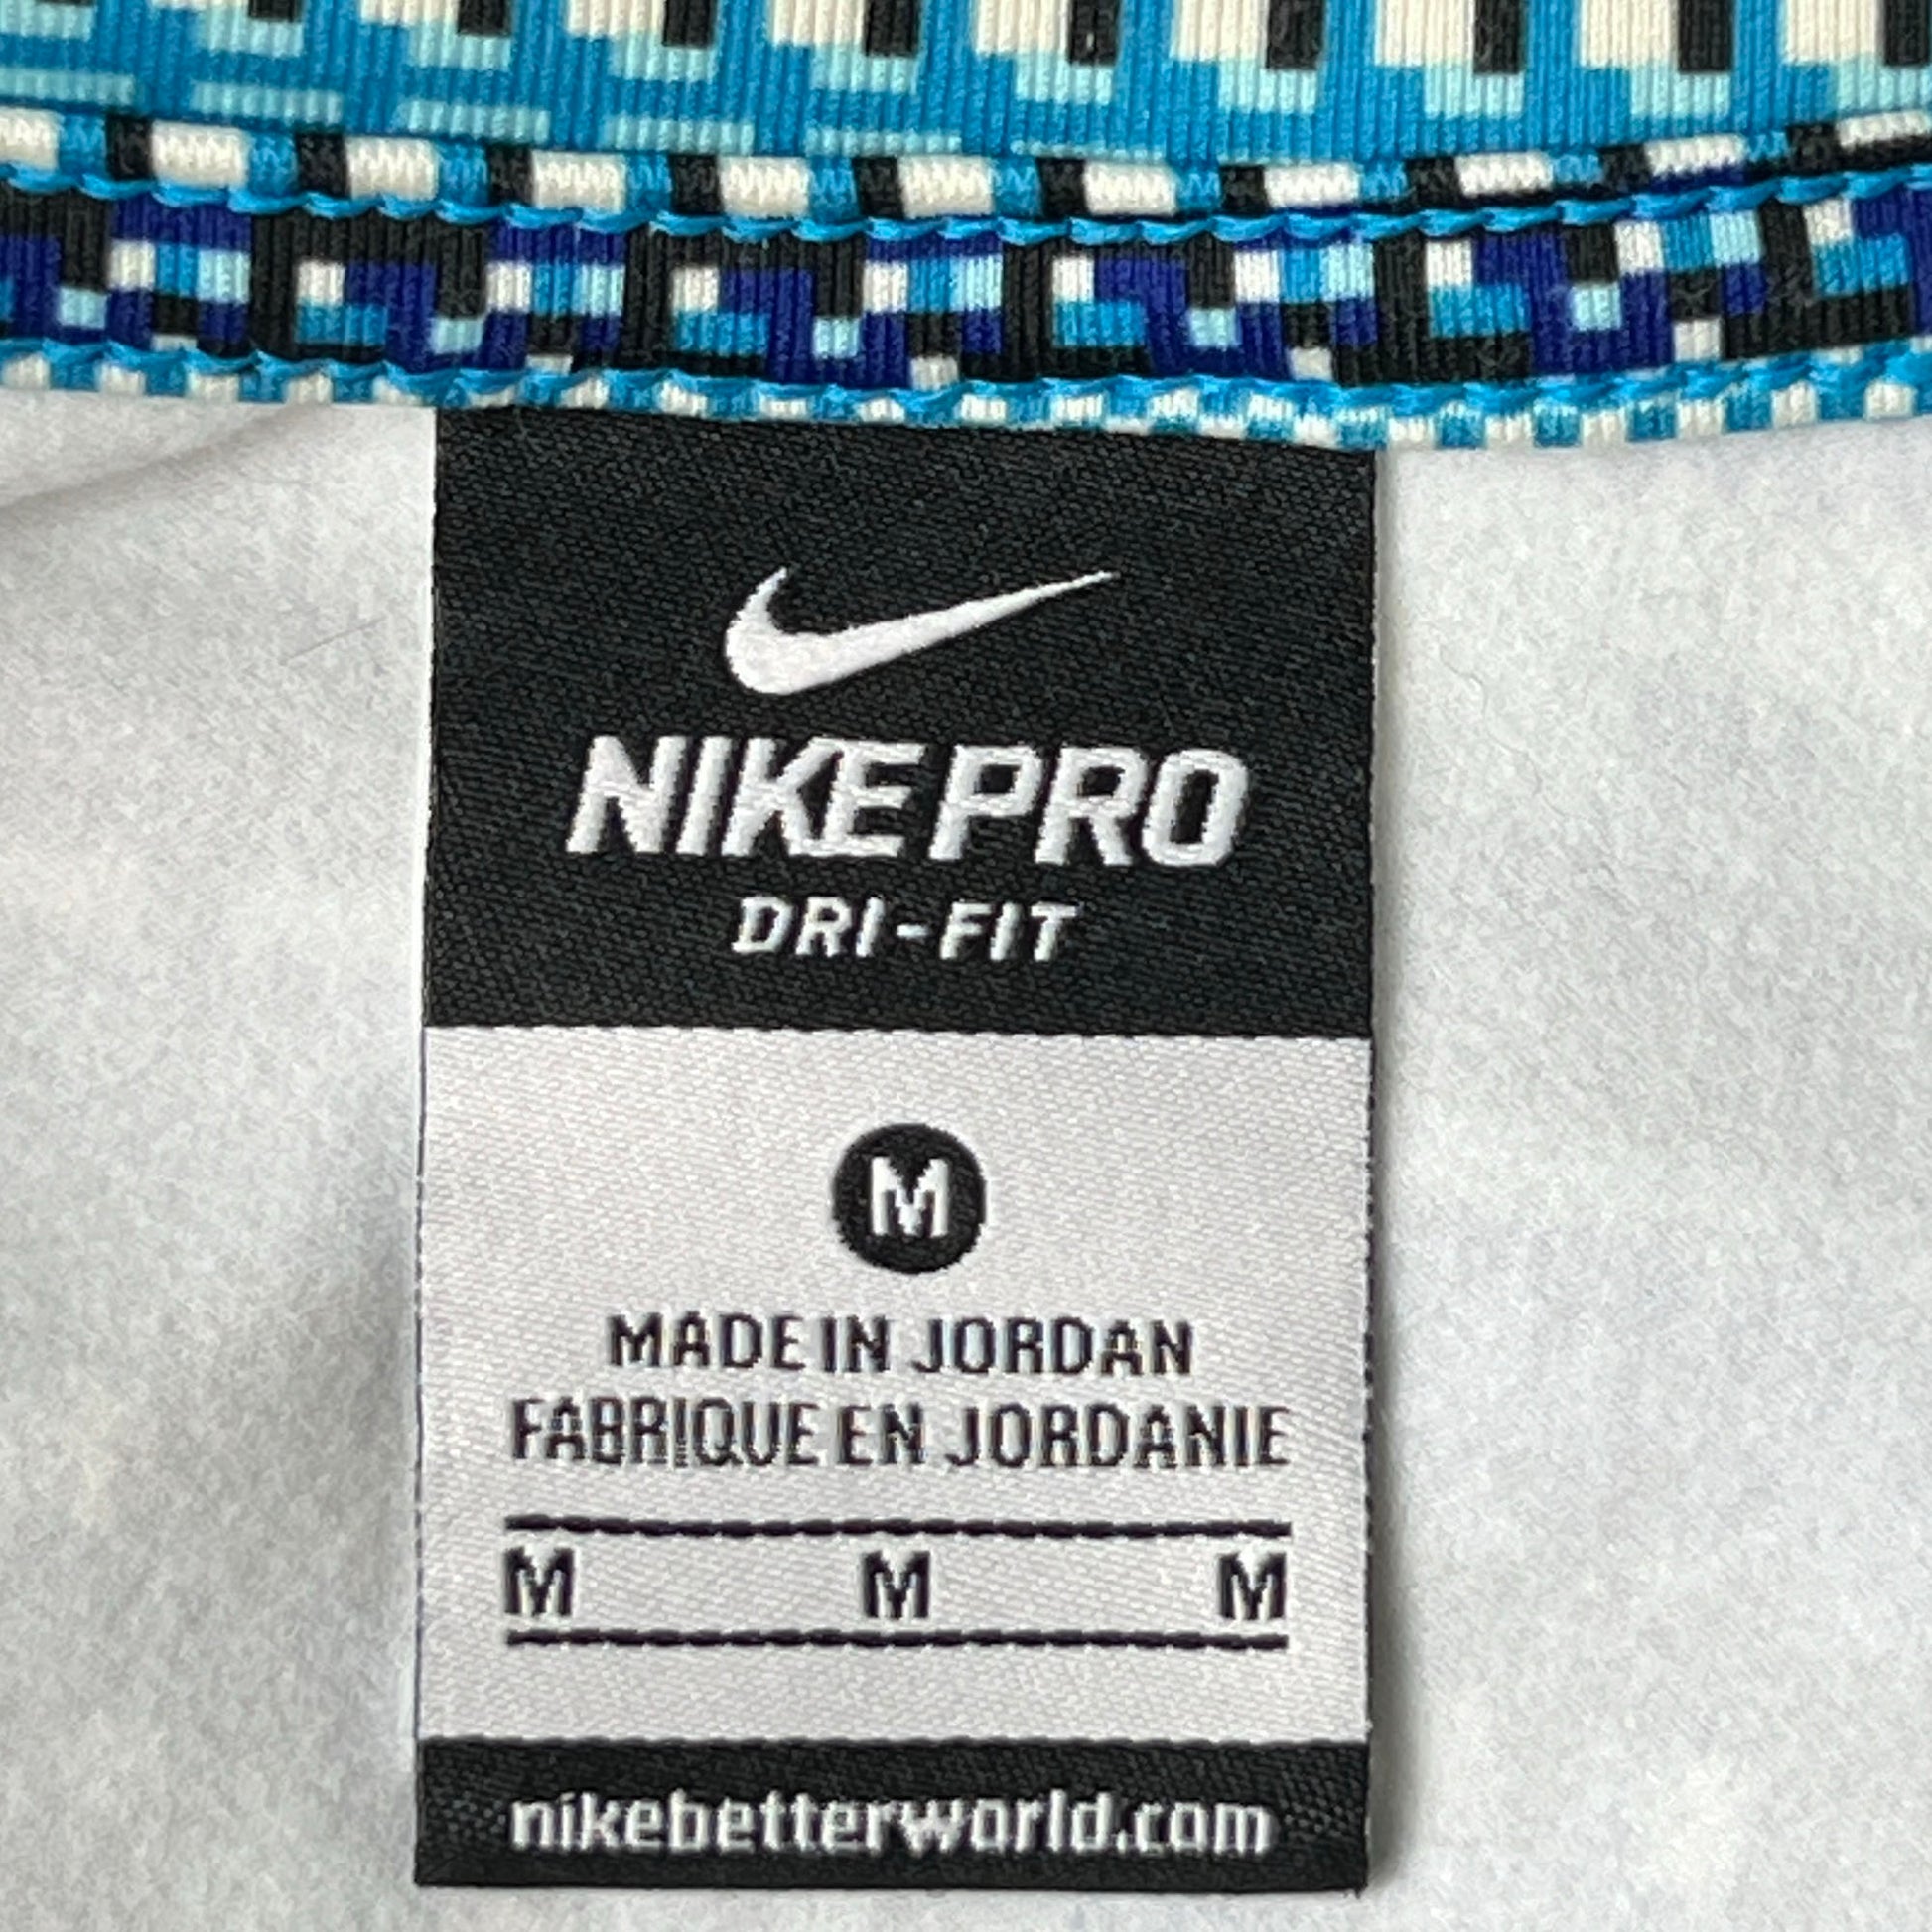 NIKE PRO
DRI-FIT
M
MADE IN JORDAN
FABRIQUE EN JORDANIE
M M M
nikebetterworld.com